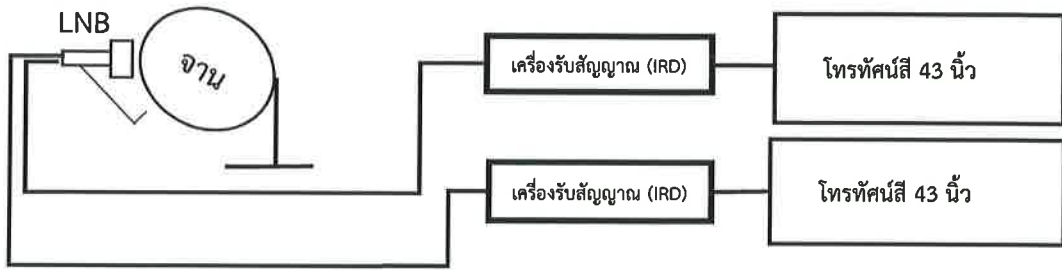 LNB
จาน
เครื่องรับสัญญาณ (IRD)
โทรทัศน์สี 43 นิ้ว
เครื่องรับสัญญาณ (IRD)
โทรทัศน์สี 43 นิ้ว